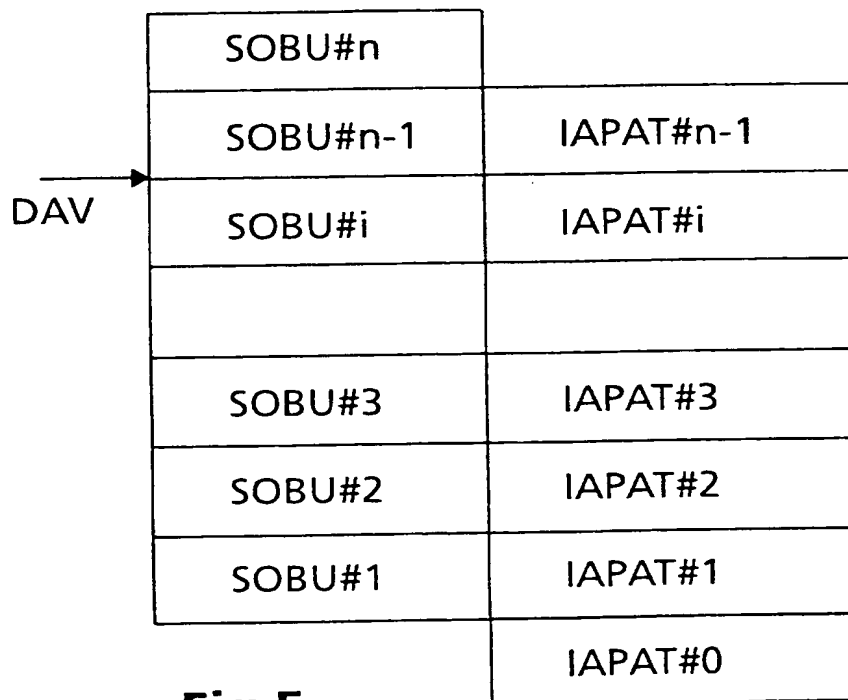 SOBU#n
SOBU#n-1 IAPAT#n-1
DAV
SOBU#i IAPAT#i
SOBU#3 IAPAT#3
SOBU#2 IAPAT#2
SOBU#1 IAPAT#1
IAPAT#0